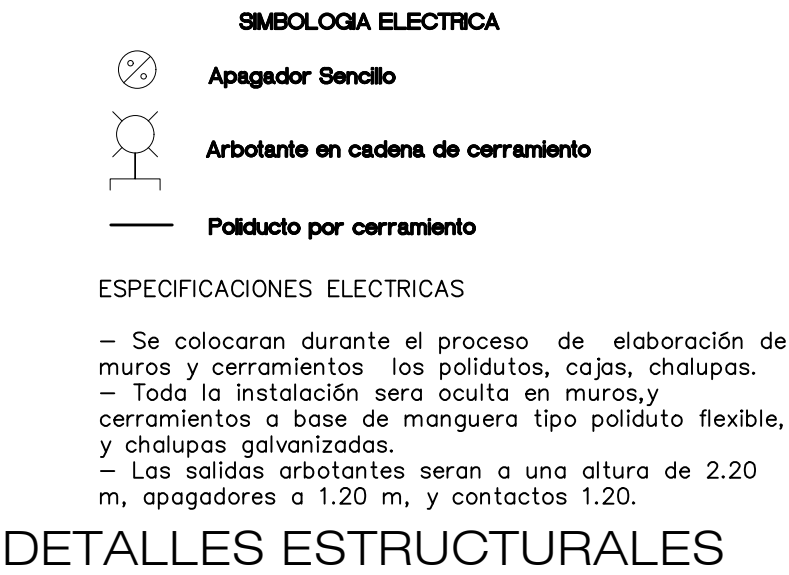 SIMBOLOGIA ELECTRICA
Apagador Sencillo
Arbotante en cadena de cerramiento
Poliducto por cerramiento
ESPECIFICACIONES ELECTRICAS
– Se colocaran durante el proceso de elaboración de
muros y cerramientos los polidutos, cajas, chalupas.
– Toda la instalación sera oculta en muros,y
cerramientos a base de manguera tipo poliduto flexible,
y chalupas galvanizadas.
– Las salidas arbotantes seran a una altura de 2.20
m, apagadores a 1.20 m, y contactos 1.20.
DETALLES ESTRUCTURALES